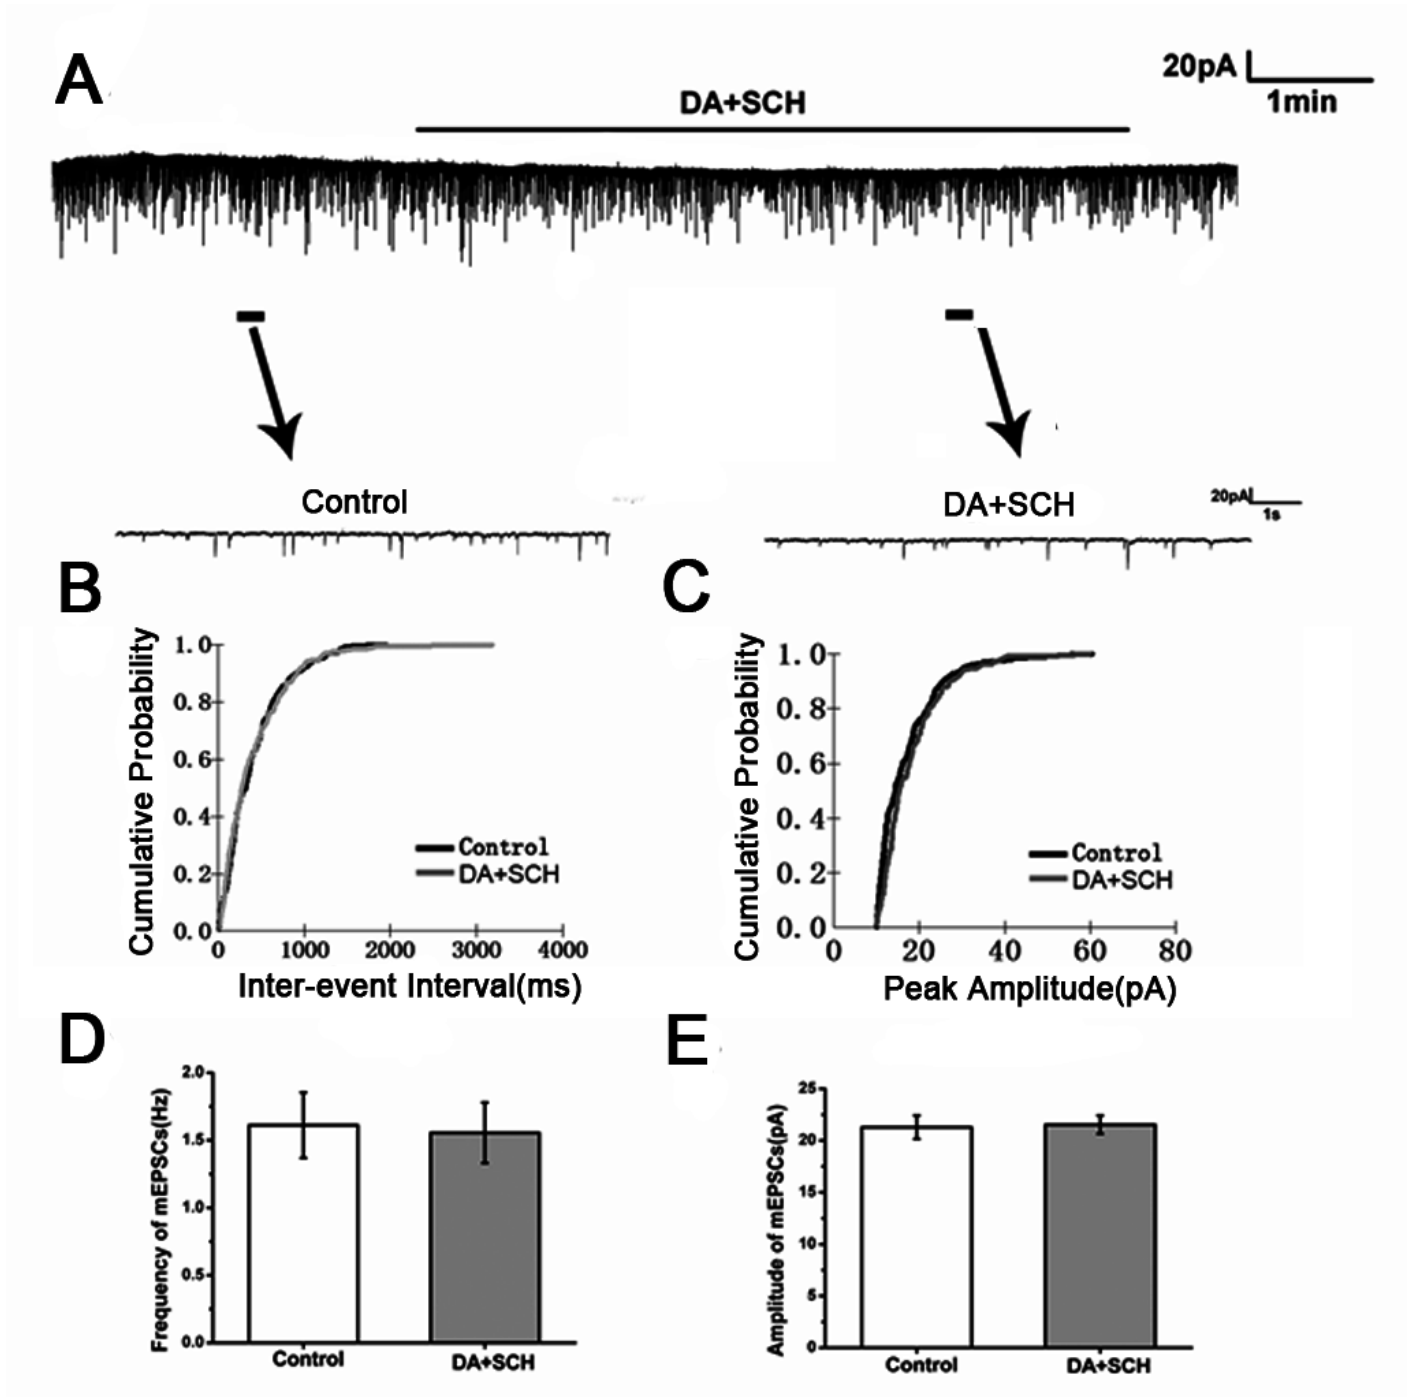 A
20pA
1min
DA+SCH
Control
DA+SCH
20pA
1s
B
Cumulative Probability
1.0
0.8
0.6
0.4
0.2
0.0
0 1000 2000 3000 4000
Inter-event Interval(ms)
Control
DA+SCH
C
Cumulative Probability
1.0
0.8
0.6
0.4
0.2
0.0
0 20 40 60 80
Peak Amplitude(pA)
Control
DA+SCH
D
Frequency of mEPSCs(Hz)
2.0
1.5
1.0
0.5
0.0
Control DA+SCH
E
Amplitude of mEPSCs(pA)
25
20
15
10
5
0
Control DA+SCH